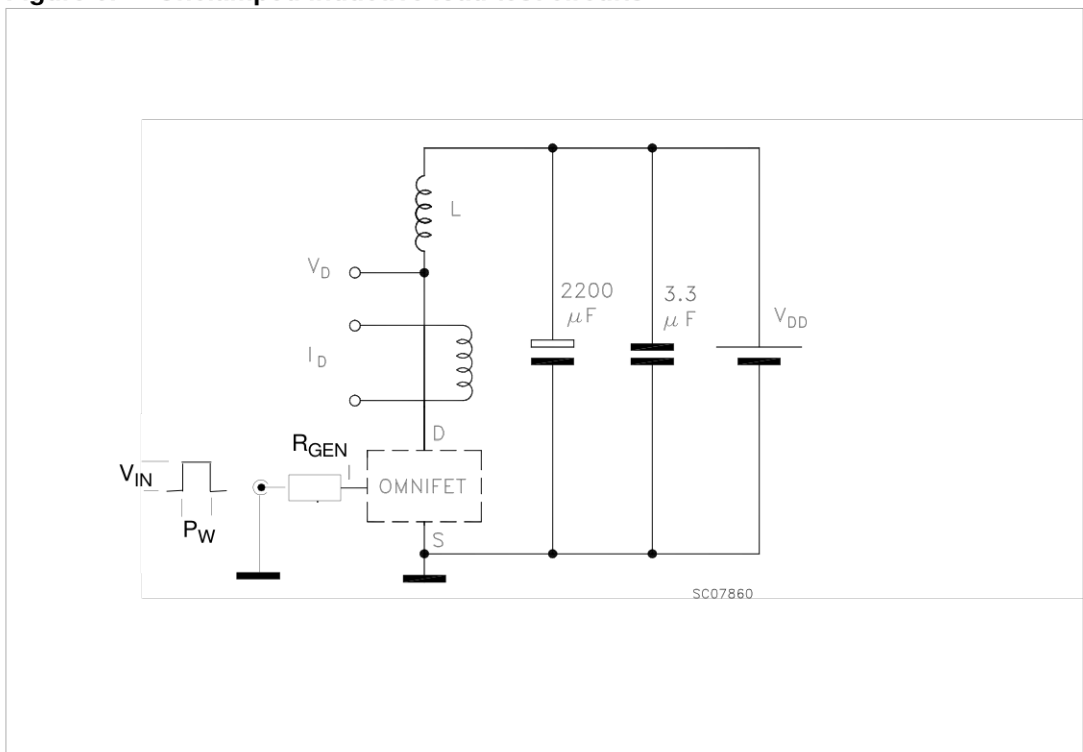 L
V_D
2200
μF
3.3
μF
V_DD
I_D
D
R_GEN
I
V_IN
OMNIFET
P_W
S
SC07860